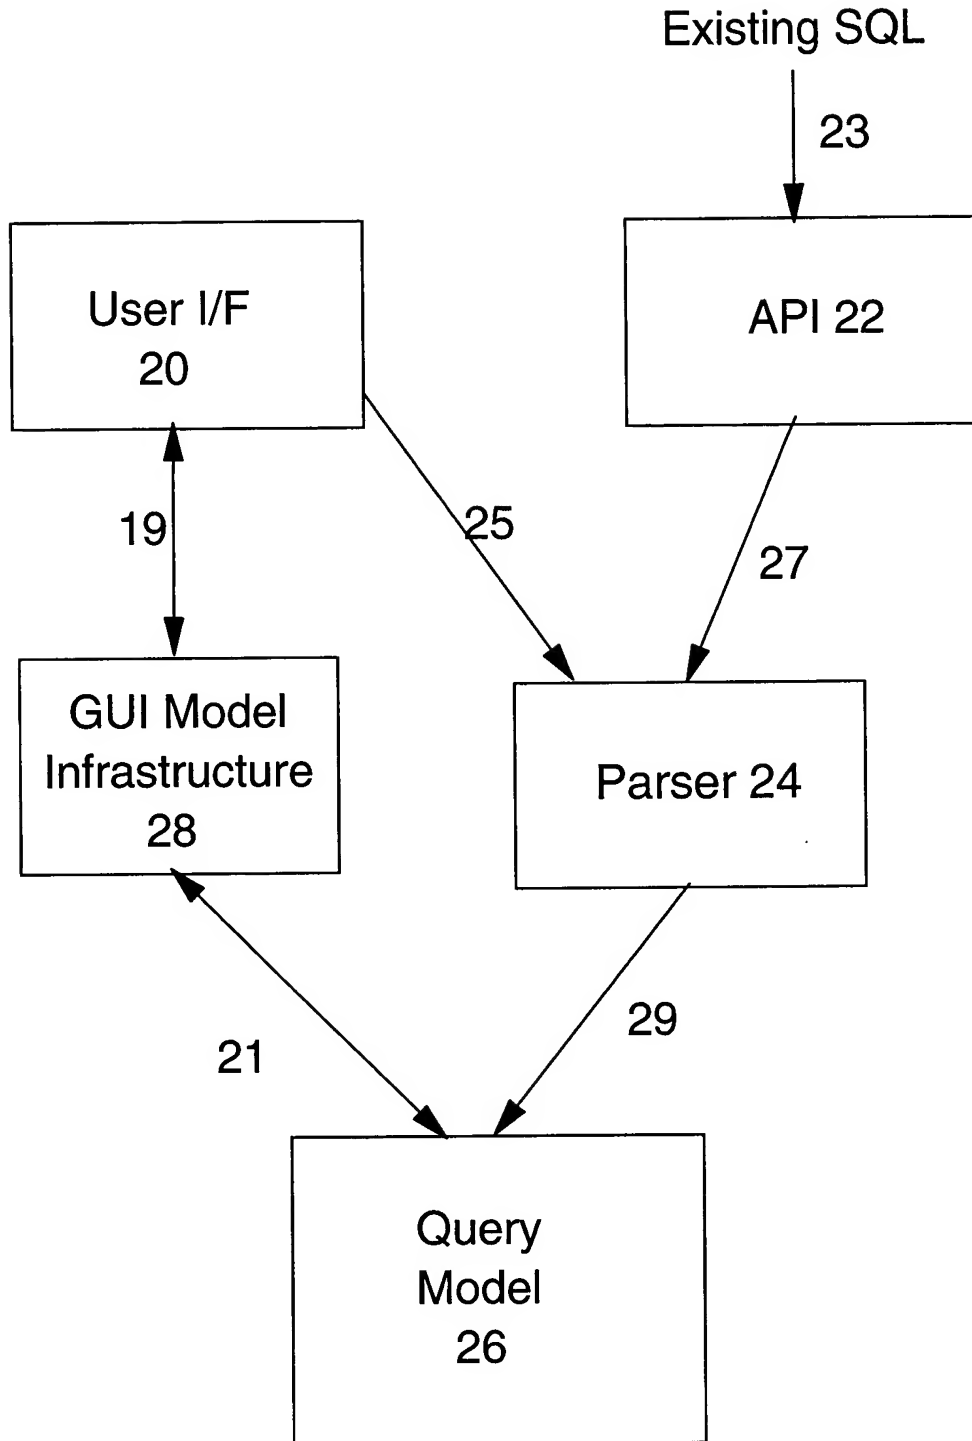 Existing SQL
23
User I/F
20
API 22
19
25
27
GUI Model
Infrastructure
28
Parser 24
21
29
Query
Model
26